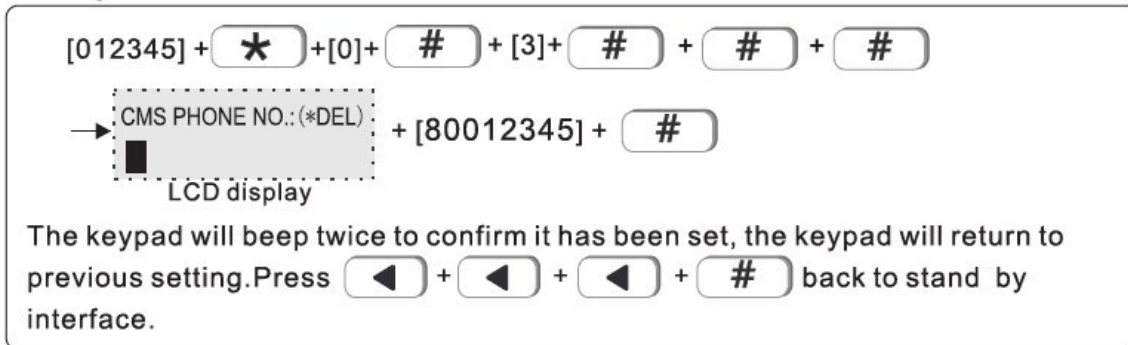 [012345] + * +[0]+ # + [3]+ # + # + #
CMS PHONE NO.:(*DEL)
+ [80012345] + #
LCD display
The keypad will beep twice to confirm it has been set, the keypad will return to
previous setting.Press ◀ + ◀ + ◀ + # back to stand by
interface.